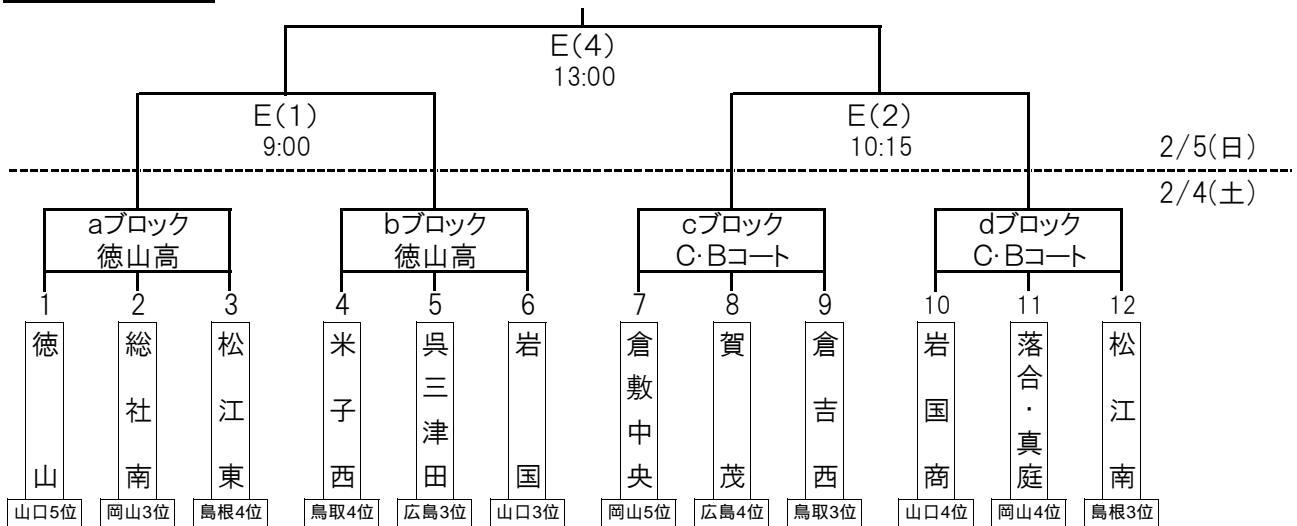 E(4)
13:00
E(1)
9:00
E(2)
10:15
2/5(日)
2/4(土)
aブロック
徳山高
bブロック
徳山高
cブロック
C・Bコート
dブロック
C・Bコート
1 2 3 4 5 6 7 8 9 10 11 12
徳山
総社南
松江東
米子西
呉三津田
岩国
倉敷中央
賀茂
倉吉西
岩国商
落合・真庭
松江南
山口5位 岡山3位 島根4位 鳥取4位 広島3位 山口3位 岡山5位 広島4位 鳥取3位 山口4位 岡山4位 島根3位